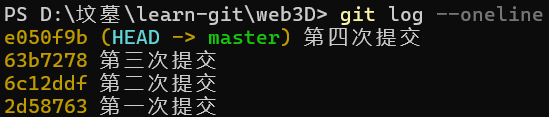 PS D:\坟墓\learn-git\web3D> git log --oneline
e050f9b (HEAD -> master) 第四次提交
63b7278 第三次提交
6c12ddf 第二次提交
2d58763 第一次提交